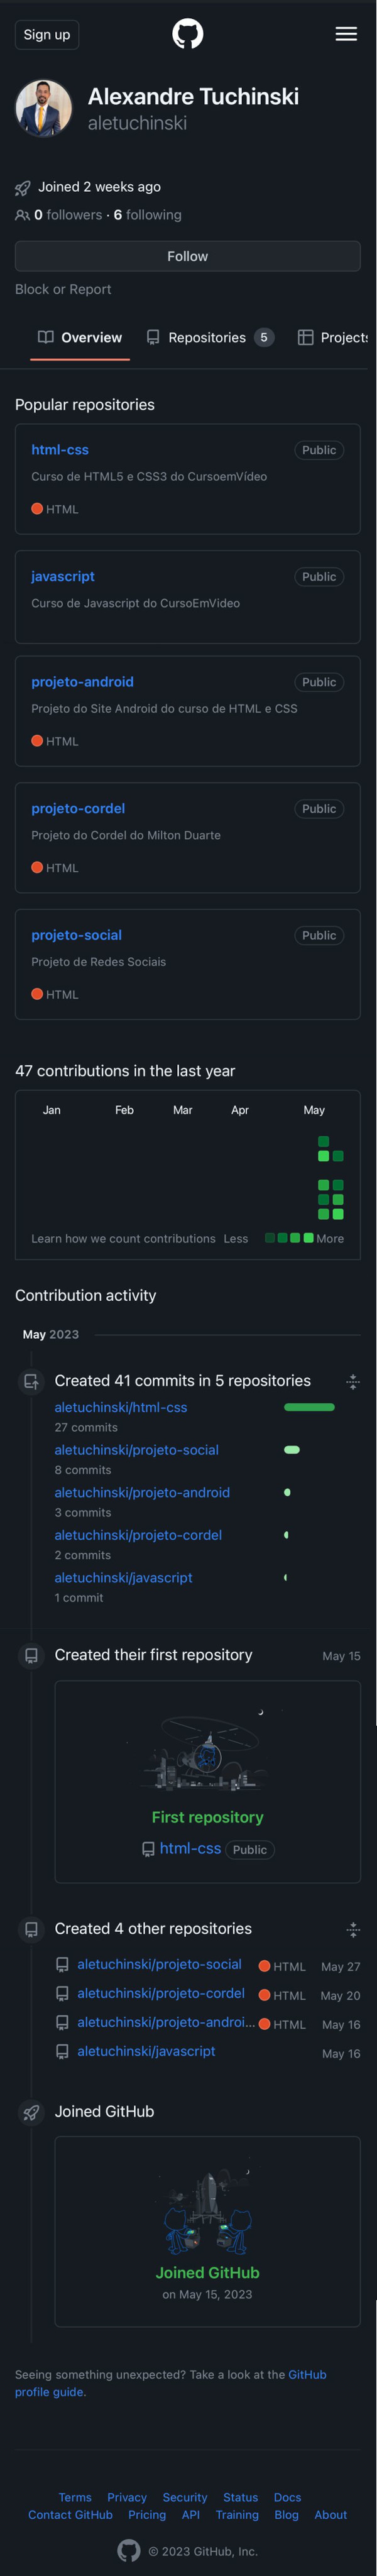 Sign up
Alexandre Tuchinski
aletuchinski
Joined 2 weeks ago
0 followers · 6 following
Follow
Block or Report
Overview Repositories 5 Projects
Popular repositories
html-css Public
Curso de HTML5 e CSS3 do CursoemVídeo
HTML
javascript Public
Curso de Javascript do CursoEmVideo
projeto-android Public
Projeto do Site Android do curso de HTML e CSS
HTML
projeto-cordel Public
Projeto do Cordel do Milton Duarte
HTML
projeto-social Public
Projeto de Redes Sociais
HTML
47 contributions in the last year
Jan Feb Mar Apr May
Learn how we count contributions Less More
Contribution activity
May 2023
Created 41 commits in 5 repositories
aletuchinski/html-css
27 commits
aletuchinski/projeto-social
8 commits
aletuchinski/projeto-android
3 commits
aletuchinski/projeto-cordel
2 commits
aletuchinski/javascript
1 commit
Created their first repository May 15
First repository
html-css Public
Created 4 other repositories
aletuchinski/projeto-social HTML May 27
aletuchinski/projeto-cordel HTML May 20
aletuchinski/projeto-androi... HTML May 16
aletuchinski/javascript May 16
Joined GitHub
Joined GitHub
on May 15, 2023
Seeing something unexpected? Take a look at the GitHub
profile guide.
Terms Privacy Security Status Docs
Contact GitHub Pricing API Training Blog About
© 2023 GitHub, Inc.